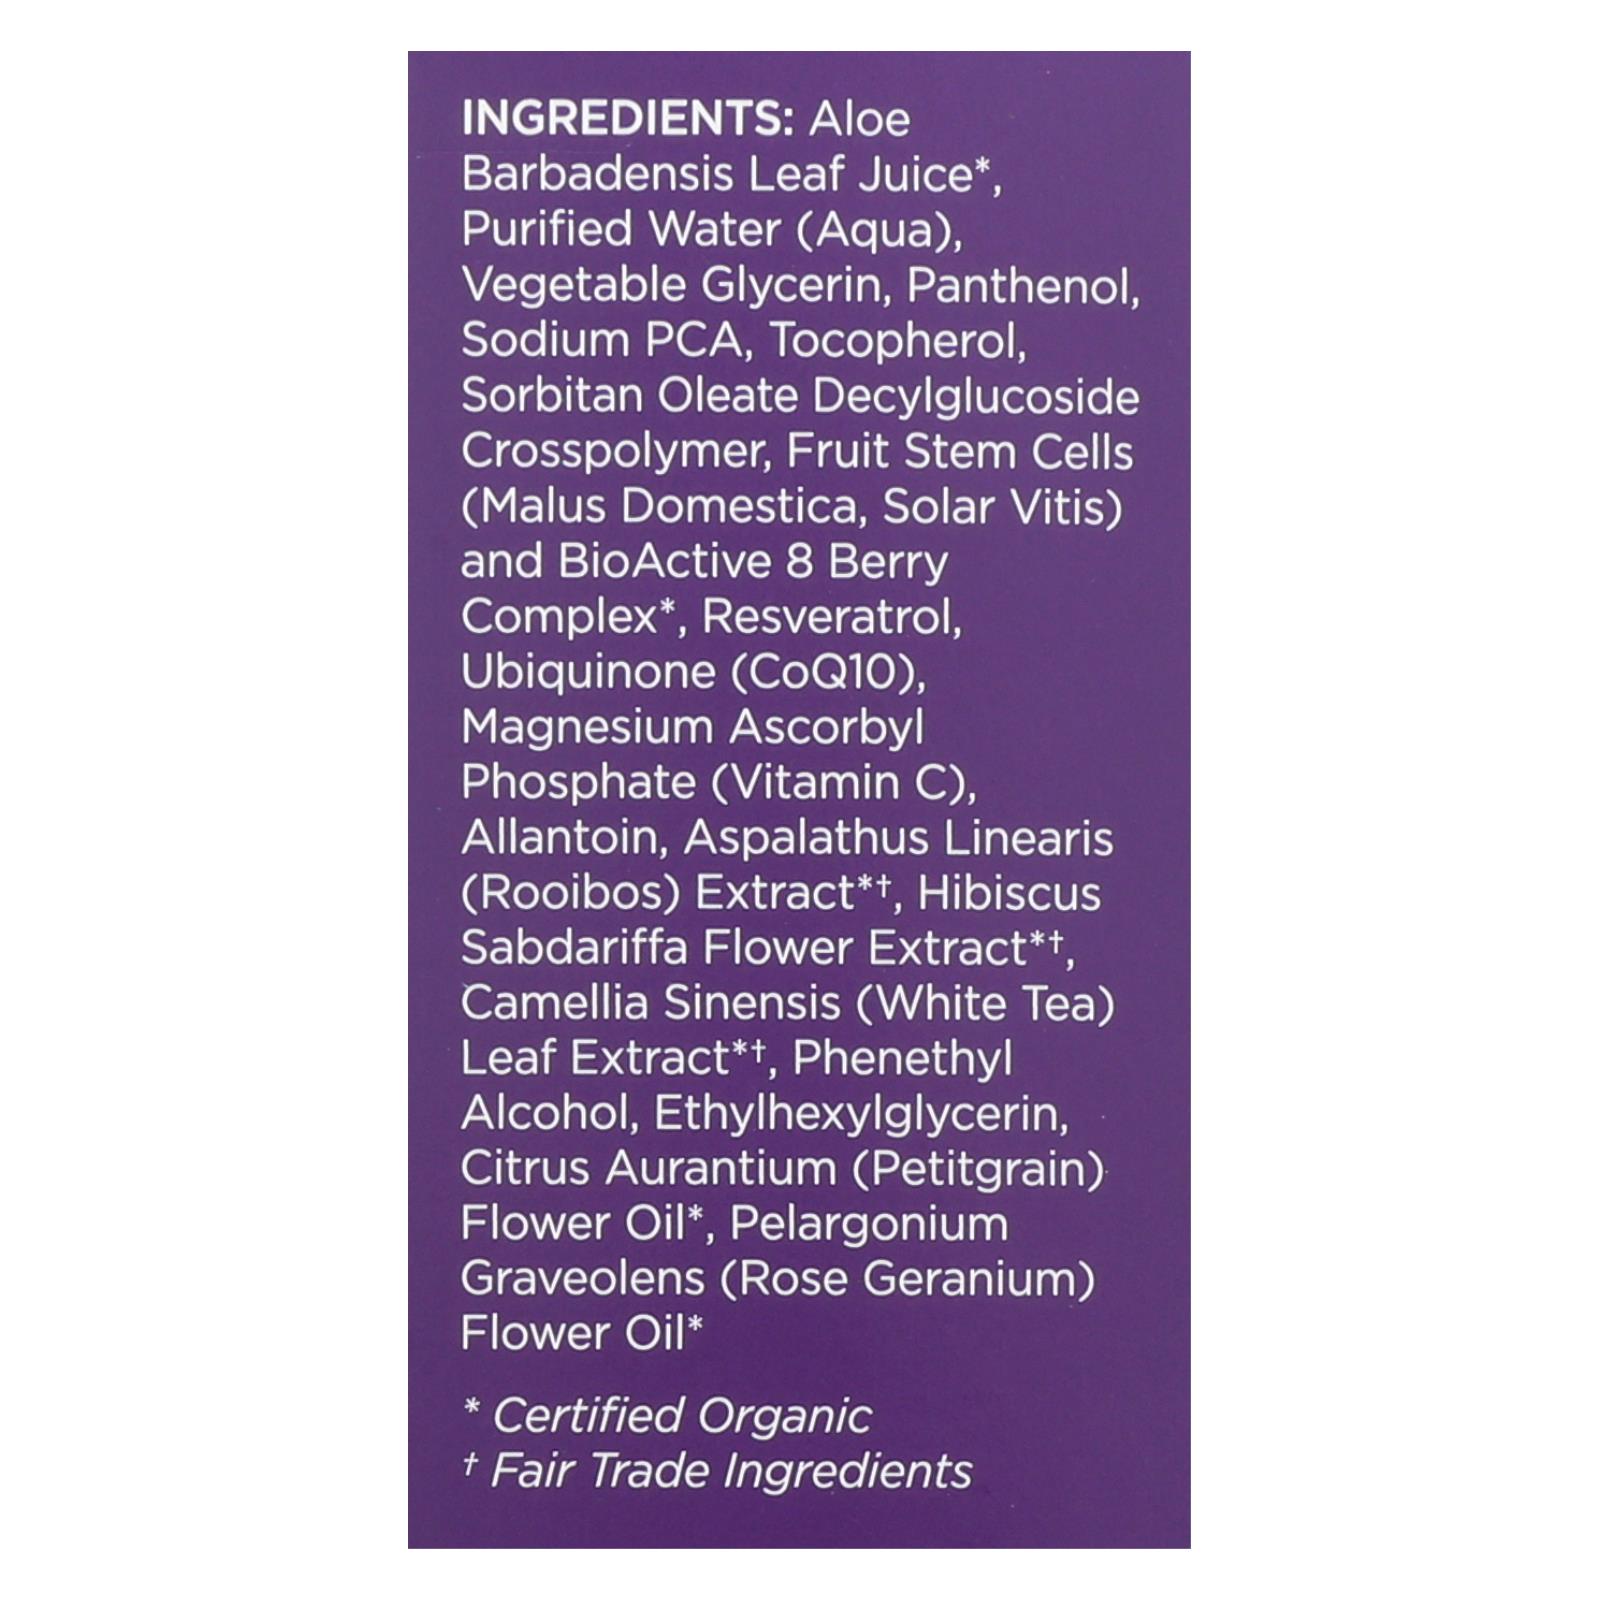 INGREDIENTS: Aloe
Barbadensis Leaf Juice*,
Purified Water (Aqua),
Vegetable Glycerin, Panthenol,
Sodium PCA, Tocopherol,
Sorbitan Oleate Decylglucoside
Crosspolymer, Fruit Stem Cells
(Malus Domestica, Solar Vitis)
and BioActive 8 Berry
Complex*, Resveratrol,
Ubiquinone (CoQ10),
Magnesium Ascorbyl
Phosphate (Vitamin C),
Allantoin, Aspalathus Linearis
(Rooibos) Extract*†, Hibiscus
Sabdariffa Flower Extract*†,
Camellia Sinensis (White Tea)
Leaf Extract*†, Phenethyl
Alcohol, Ethylhexylglycerin,
Citrus Aurantium (Petitgrain)
Flower Oil*, Pelargonium
Graveolens (Rose Geranium)
Flower Oil*
* Certified Organic
† Fair Trade Ingredients